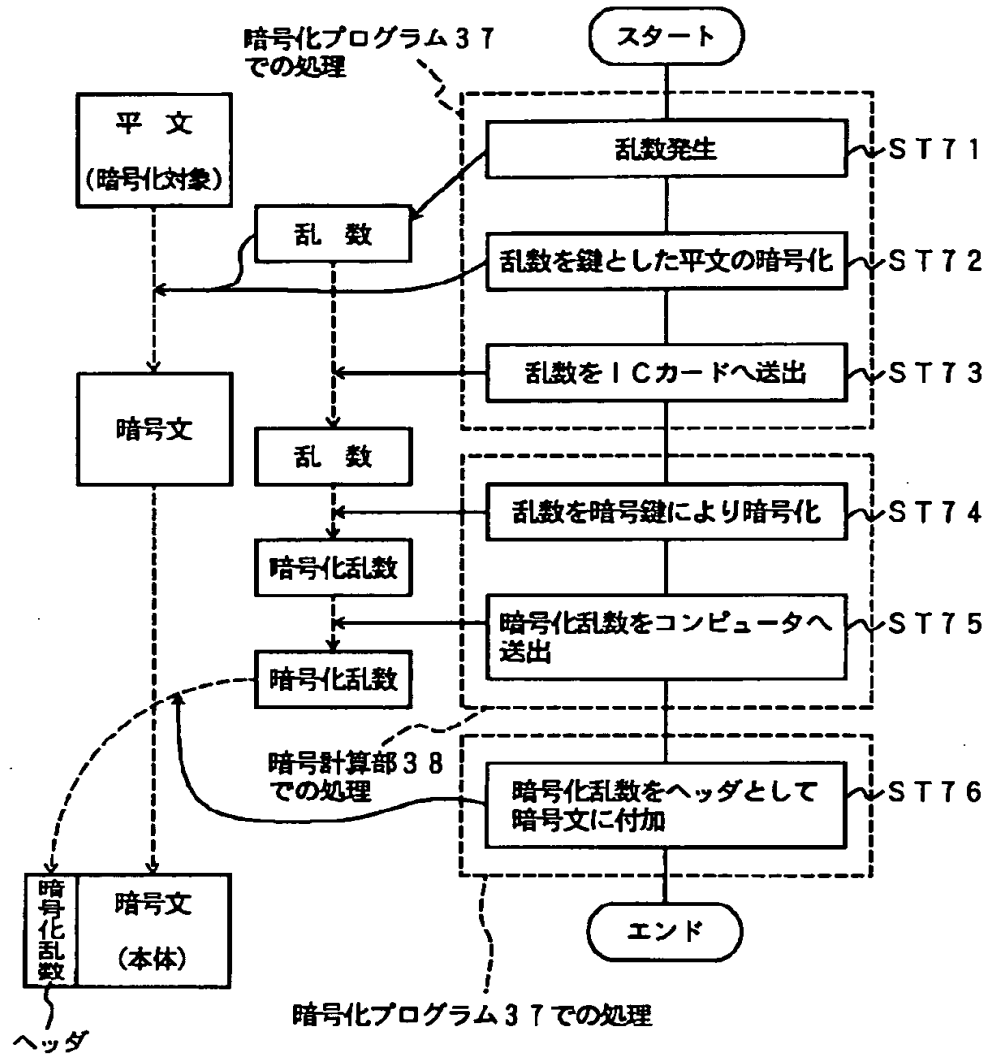 スタート
暗号化プログラム37
での処理
平 文
(暗号化対象)
乱数発生
ST71
乱 数
乱数を鍵とした平文の暗号化
ST72
乱数をICカードへ送出
ST73
暗号文
乱 数
乱数を暗号鍵により暗号化
ST74
暗号化乱数
暗号化乱数をコンピュータへ
送出
ST75
暗号化乱数
暗号計算部38
での処理
暗号化乱数をヘッダとして
暗号文に付加
ST76
暗号化乱数
暗号文
(本体)
エンド
暗号化プログラム37での処理
ヘッダ